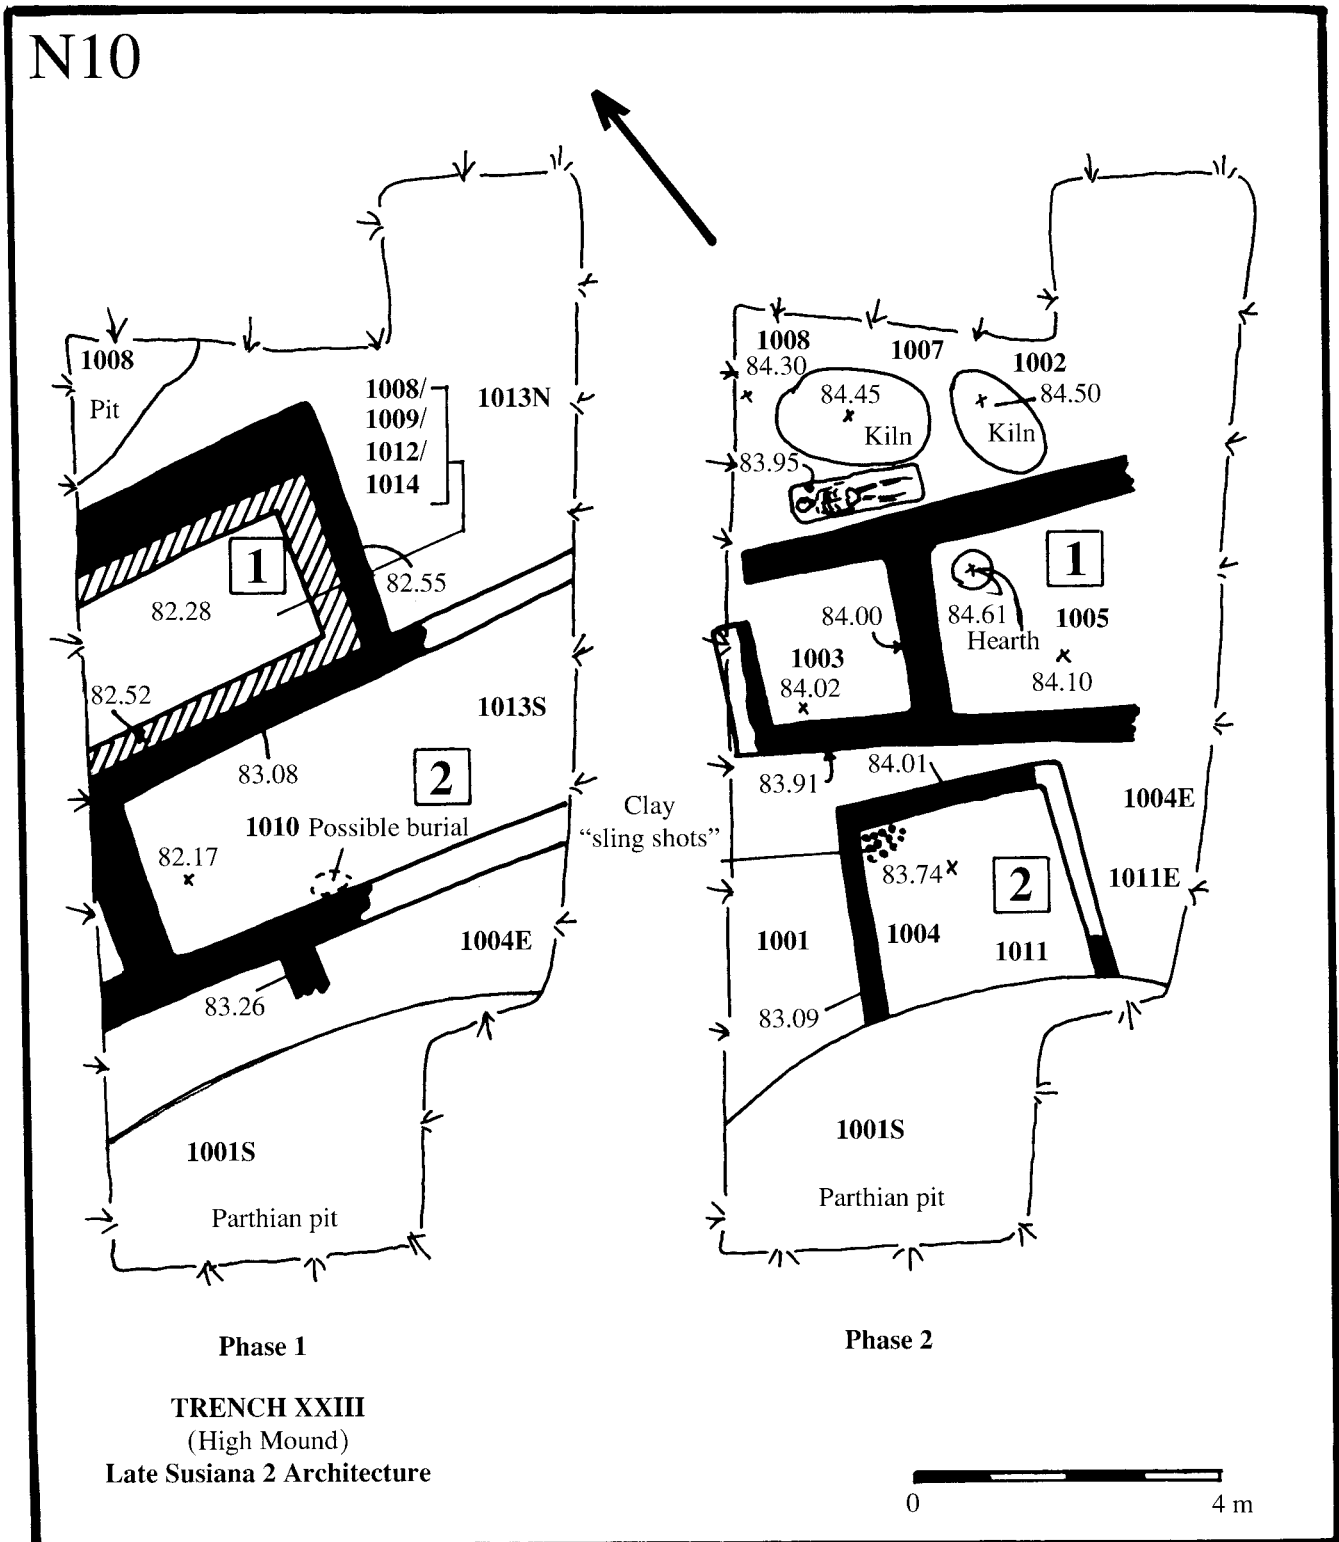 N10
1008
Pit
1008/
1009/
1012/
1014
1013N
1
82.28
82.55
82.52
83.08
1013S
2
1010 Possible burial
82.17
1004E
83.26
1001S
Parthian pit
Phase 1
TRENCH XXIII
(High Mound)
Late Susiana 2 Architecture
1008
84.30
1007
1002
84.45
Kiln
84.50
Kiln
83.95
1
84.00
84.61
Hearth
1005
1003
84.02
84.10
83.91
84.01
Clay
“sling shots”
1004E
83.74
2
1011E
1001
1004
1011
83.09
1001S
Parthian pit
Phase 2
0
4 m